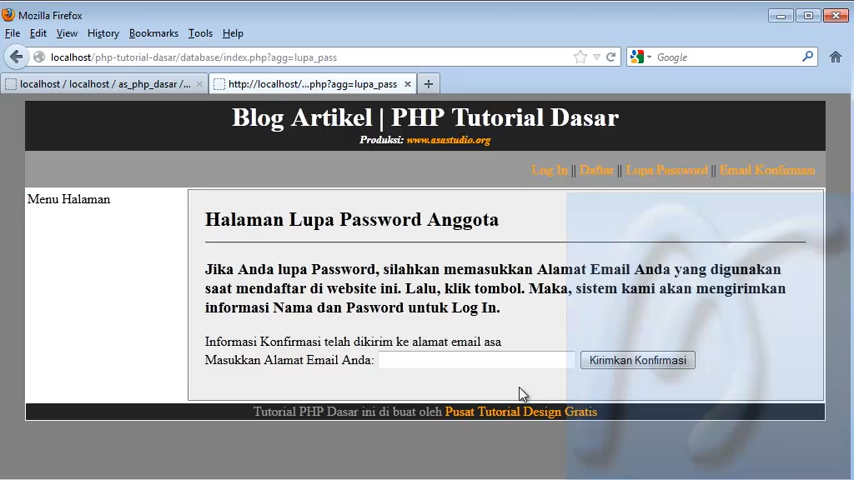 Mozilla Firefox
File Edit View History Bookmarks Tools Help
localhost/php-tutorial-dasar/database/index.php?agg=lupa_pass
Google
localhost / localhost / as_php_dasar /...
http://localhost/...php?agg=lupa_pass
Blog Artikel | PHP Tutorial Dasar
Produksi: www.asastudio.org
Log In || Daftar || Lupa Password || Email Konfirmasi
Menu Halaman
Halaman Lupa Password Anggota
Jika Anda lupa Password, silahkan memasukkan Alamat Email Anda yang digunakan
saat mendaftar di website ini. Lalu, klik tombol. Maka, sistem kami akan mengirimkan
informasi Nama dan Pasword untuk Log In.
Informasi Konfirmasi telah dikirim ke alamat email asa
Masukkan Alamat Email Anda: Kirimkan Konfirmasi
Tutorial PHP Dasar ini di buat oleh Pusat Tutorial Design Gratis